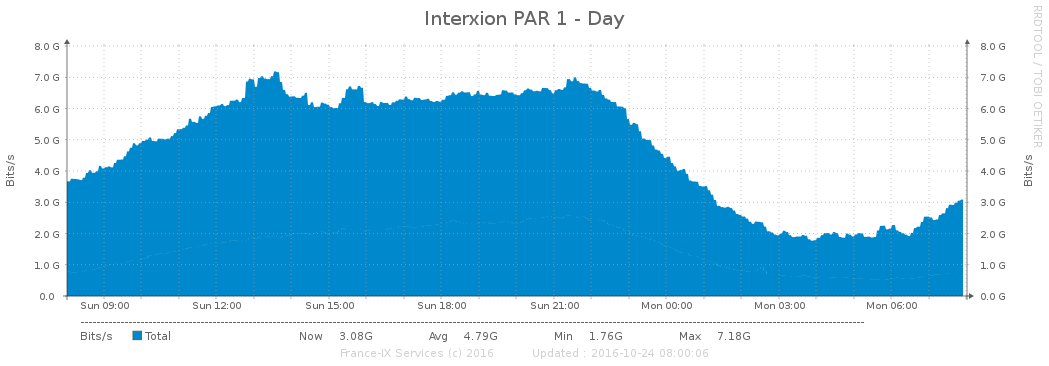 Interxion PAR 1 - Day
RRDTOOL / TOBI OETIKER
Bits/s
8.0 G 8.0 G
7.0 G 7.0 G
6.0 G 6.0 G
5.0 G 5.0 G
4.0 G 4.0 G
3.0 G 3.0 G
2.0 G 2.0 G
1.0 G 1.0 G
0.0 0.0 G
Bits/s
Sun 09:00 Sun 12:00 Sun 15:00 Sun 18:00 Sun 21:00 Mon 00:00 Mon 03:00 Mon 06:00
Bits/s Total Now 3.08G Avg 4.79G Min 1.76G Max 7.18G
France-IX Services (c) 2016 Updated : 2016-10-24 08:00:06